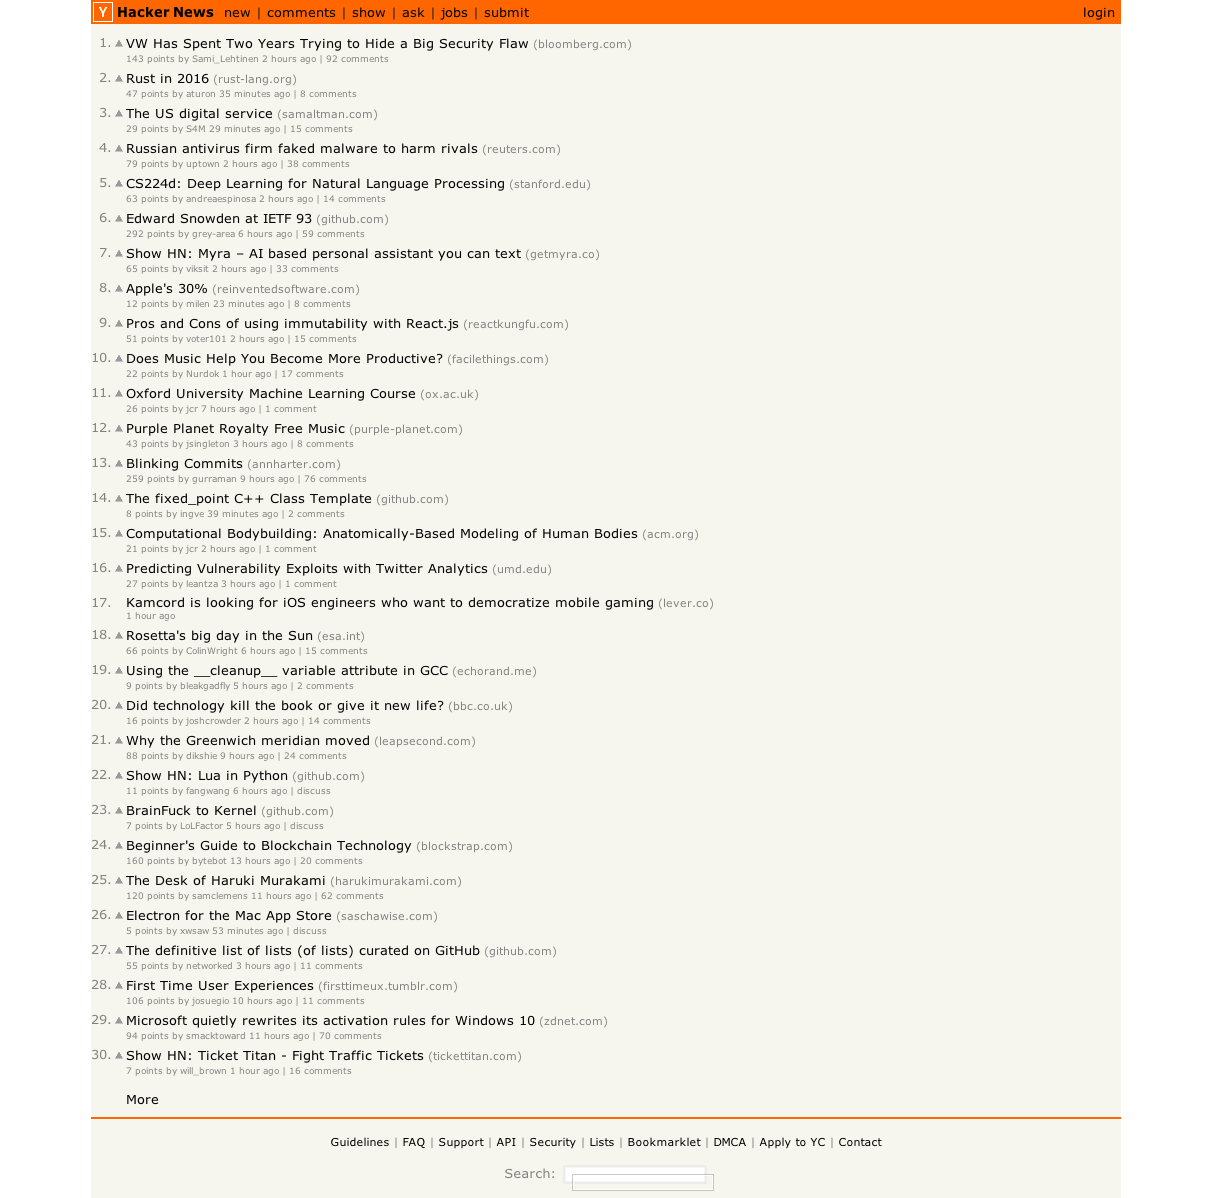 Y Hacker News new | comments | show | ask | jobs | submit login
1. VW Has Spent Two Years Trying to Hide a Big Security Flaw (bloomberg.com)
143 points by Sami_Lehtinen 2 hours ago | 92 comments
2. Rust in 2016 (rust-lang.org)
47 points by aturon 35 minutes ago | 8 comments
3. The US digital service (samaltman.com)
29 points by S4M 29 minutes ago | 15 comments
4. Russian antivirus firm faked malware to harm rivals (reuters.com)
79 points by uptown 2 hours ago | 38 comments
5. CS224d: Deep Learning for Natural Language Processing (stanford.edu)
63 points by andreaespinosa 2 hours ago | 14 comments
6. Edward Snowden at IETF 93 (github.com)
292 points by grey-area 6 hours ago | 59 comments
7. Show HN: Myra – AI based personal assistant you can text (getmyra.co)
65 points by viksit 2 hours ago | 33 comments
8. Apple's 30% (reinventedsoftware.com)
12 points by milen 23 minutes ago | 8 comments
9. Pros and Cons of using immutability with React.js (reactkungfu.com)
51 points by voter101 2 hours ago | 15 comments
10. Does Music Help You Become More Productive? (facilethings.com)
22 points by Nurdok 1 hour ago | 17 comments
11. Oxford University Machine Learning Course (ox.ac.uk)
26 points by jcr 7 hours ago | 1 comment
12. Purple Planet Royalty Free Music (purple-planet.com)
43 points by jsingleton 3 hours ago | 8 comments
13. Blinking Commits (annharter.com)
259 points by gurraman 9 hours ago | 76 comments
14. The fixed_point C++ Class Template (github.com)
8 points by ingve 39 minutes ago | 2 comments
15. Computational Bodybuilding: Anatomically-Based Modeling of Human Bodies (acm.org)
21 points by jcr 2 hours ago | 1 comment
16. Predicting Vulnerability Exploits with Twitter Analytics (umd.edu)
27 points by leantza 3 hours ago | 1 comment
17. Kamcord is looking for iOS engineers who want to democratize mobile gaming (lever.co)
1 hour ago
18. Rosetta's big day in the Sun (esa.int)
66 points by ColinWright 6 hours ago | 15 comments
19. Using the __cleanup__ variable attribute in GCC (echorand.me)
9 points by bleakgadfly 5 hours ago | 2 comments
20. Did technology kill the book or give it new life? (bbc.co.uk)
16 points by joshcrowder 2 hours ago | 14 comments
21. Why the Greenwich meridian moved (leapsecond.com)
88 points by dikshie 9 hours ago | 24 comments
22. Show HN: Lua in Python (github.com)
11 points by fangwang 6 hours ago | discuss
23. BrainFuck to Kernel (github.com)
7 points by LoLFactor 5 hours ago | discuss
24. Beginner's Guide to Blockchain Technology (blockstrap.com)
160 points by bytebot 13 hours ago | 20 comments
25. The Desk of Haruki Murakami (harukimurakami.com)
120 points by samclemens 11 hours ago | 62 comments
26. Electron for the Mac App Store (saschawise.com)
5 points by xwsaw 53 minutes ago | discuss
27. The definitive list of lists (of lists) curated on GitHub (github.com)
55 points by networked 3 hours ago | 11 comments
28. First Time User Experiences (firsttimeux.tumblr.com)
106 points by josuegio 10 hours ago | 11 comments
29. Microsoft quietly rewrites its activation rules for Windows 10 (zdnet.com)
94 points by smacktoward 11 hours ago | 70 comments
30. Show HN: Ticket Titan - Fight Traffic Tickets (tickettitan.com)
7 points by will_brown 1 hour ago | 16 comments
More
Guidelines | FAQ | Support | API | Security | Lists | Bookmarklet | DMCA | Apply to YC | Contact
Search: